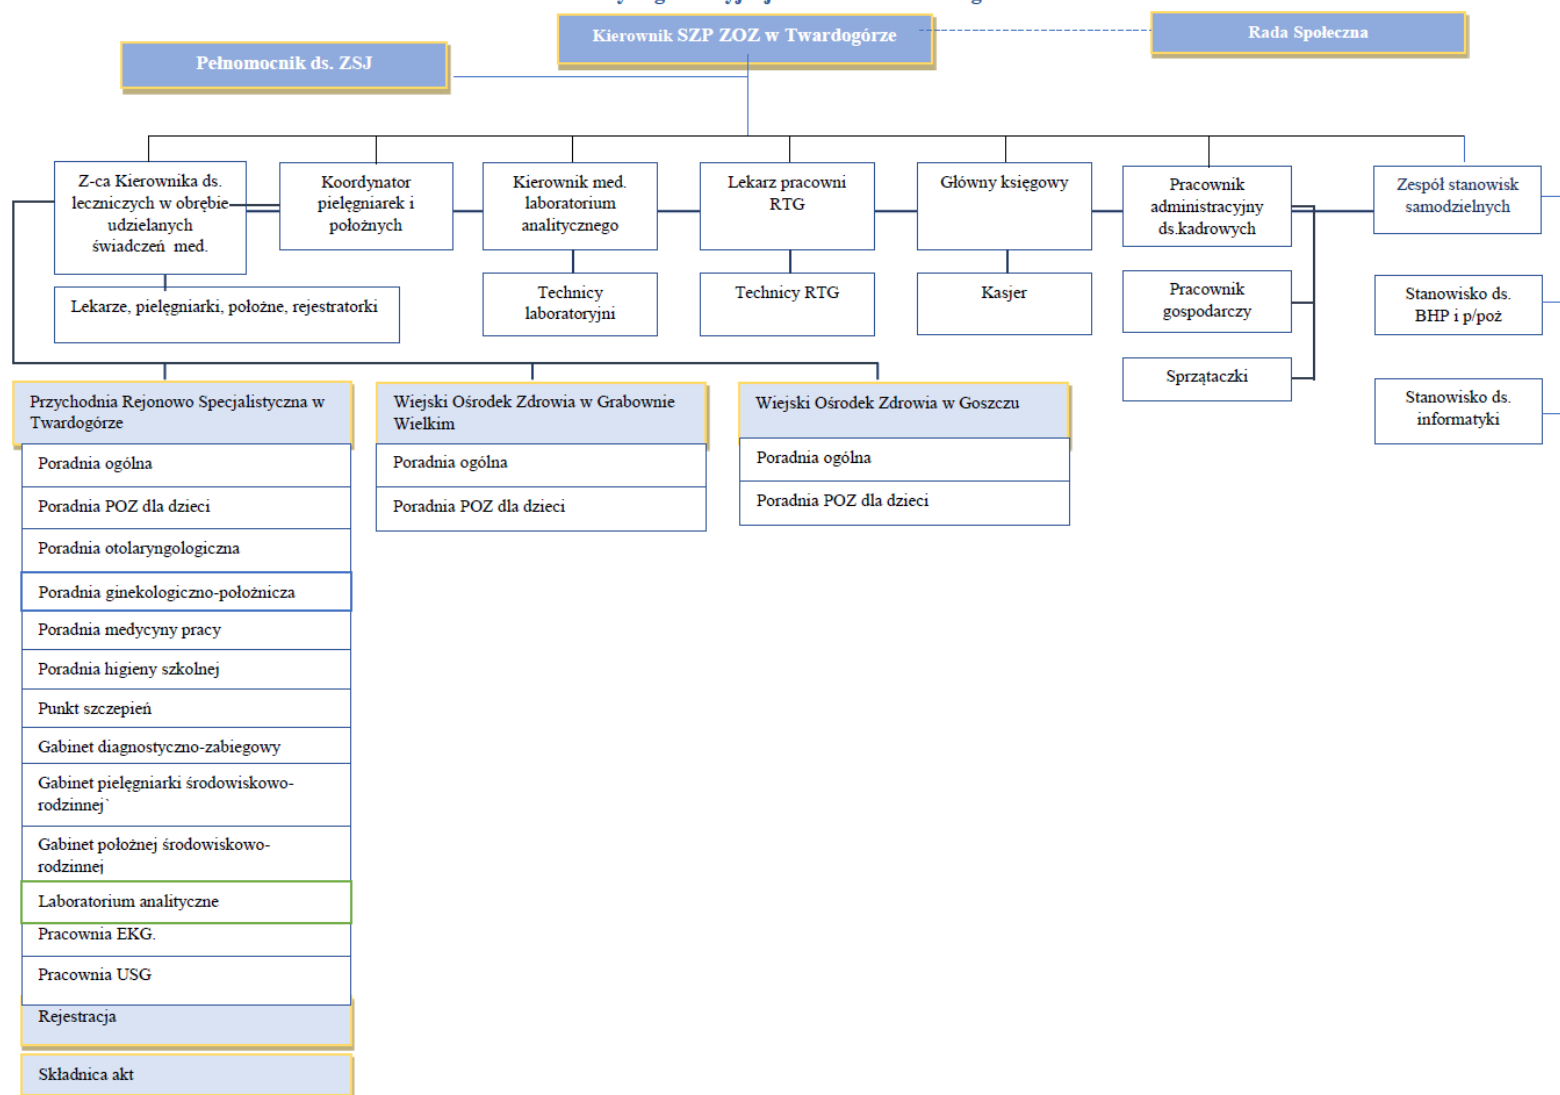 Kierownik SZP ZOZ w Twardogórze
Rada Społeczna
Pełnomocnik ds. ZSJ
Z-ca Kierownika ds.
leczniczych w obrębie
udzielanych
świadczeń med.
Koordynator
pielęgniarek i
położnych
Kierownik med.
laboratorium
analitycznego
Lekarz pracowni
RTG
Główny księgowy
Pracownik
administracyjny
ds.kadrowych
Zespół stanowisk
samodzielnych
Lekarze, pielęgniarki, położne, rejestratorki
Technicy
laboratoryjni
Technicy RTG
Kasjer
Pracownik
gospodarczy
Stanowisko ds.
BHP i p/poż
Sprzątaczki
Stanowisko ds.
informatyki
Przychodnia Rejonowo Specjalistyczna w
Twardogórze
Poradnia ogólna
Poradnia POZ dla dzieci
Poradnia otolaryngologiczna
Poradnia ginekologiczno-położnicza
Poradnia medycyny pracy
Poradnia higieny szkolnej
Punkt szczepień
Gabinet diagnostyczno-zabiegowy
Gabinet pielęgniarki środowiskowo-
rodzinnej`
Gabinet położnej środowiskowo-
rodzinnej
Laboratorium analityczne
Pracownia EKG.
Pracownia USG
Rejestracja
Składnica akt
Wiejski Ośrodek Zdrowia w Grabownie
Wielkim
Poradnia ogólna
Poradnia POZ dla dzieci
Wiejski Ośrodek Zdrowia w Goszczu
Poradnia ogólna
Poradnia POZ dla dzieci